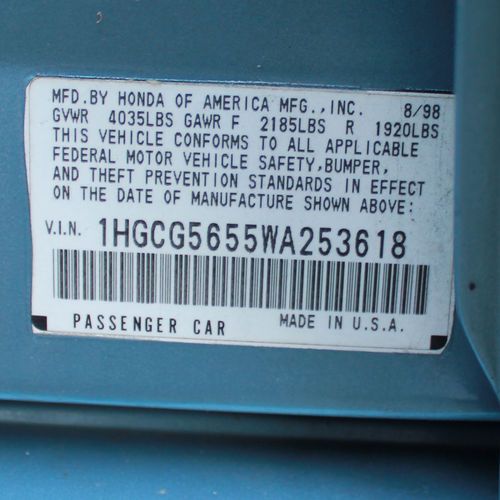 MFD.BY HONDA OF AMERICA MFG.,INC. 8/98
GVWR 4035LBS GAWR F 2185LBS R 1920LBS
THIS VEHICLE CONFORMS TO ALL APPLICABLE
FEDERAL MOTOR VEHICLE SAFETY,BUMPER,
AND THEFT PREVENTION STANDARDS IN EFFECT
ON THE DATE OF MANUFACTURE SHOWN ABOVE:
V.I.N. 1HGCG5655WA253618
PASSENGER CAR MADE IN U.S.A.